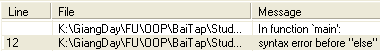 Line File Message
K:\GiangDay\FU\OOP\BaiTap\Stud... In function `main':
12 K:\GiangDay\FU\OOP\BaiTap\Stud... syntax error before "else"